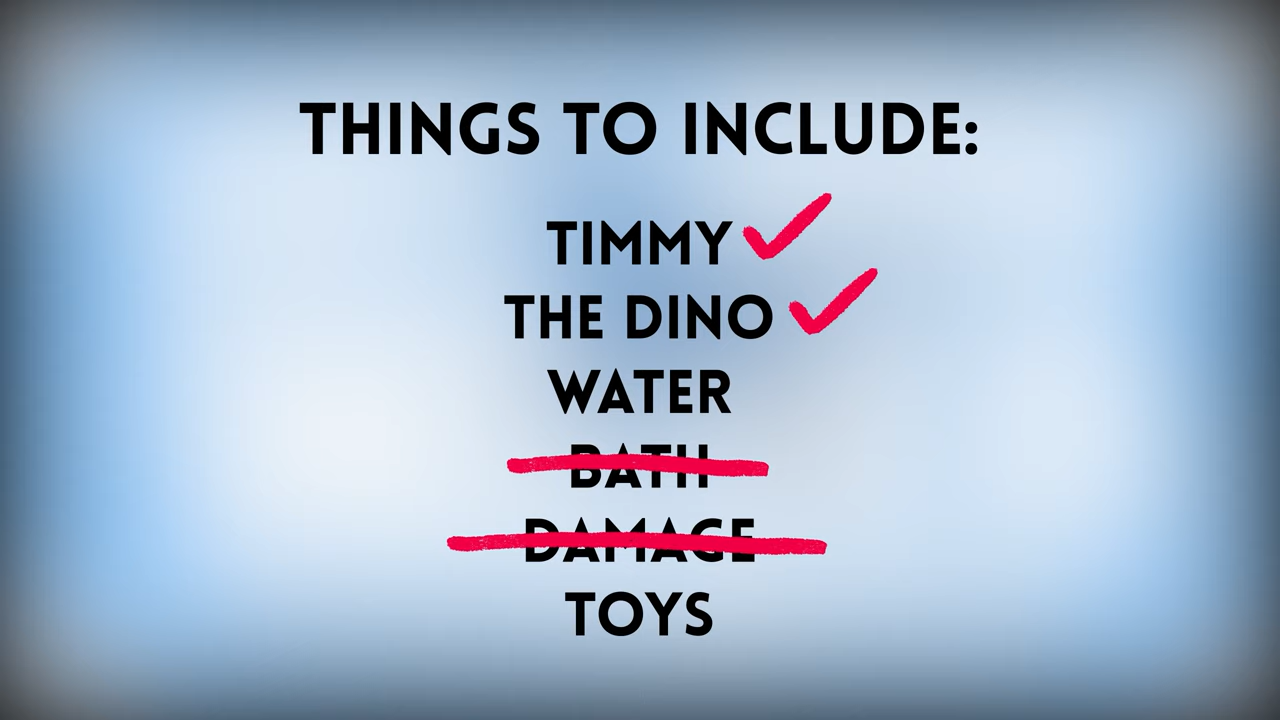 THINGS TO INCLUDE:
TIMMY
THE DINO
WATER
BATH
DAMAGE
TOYS